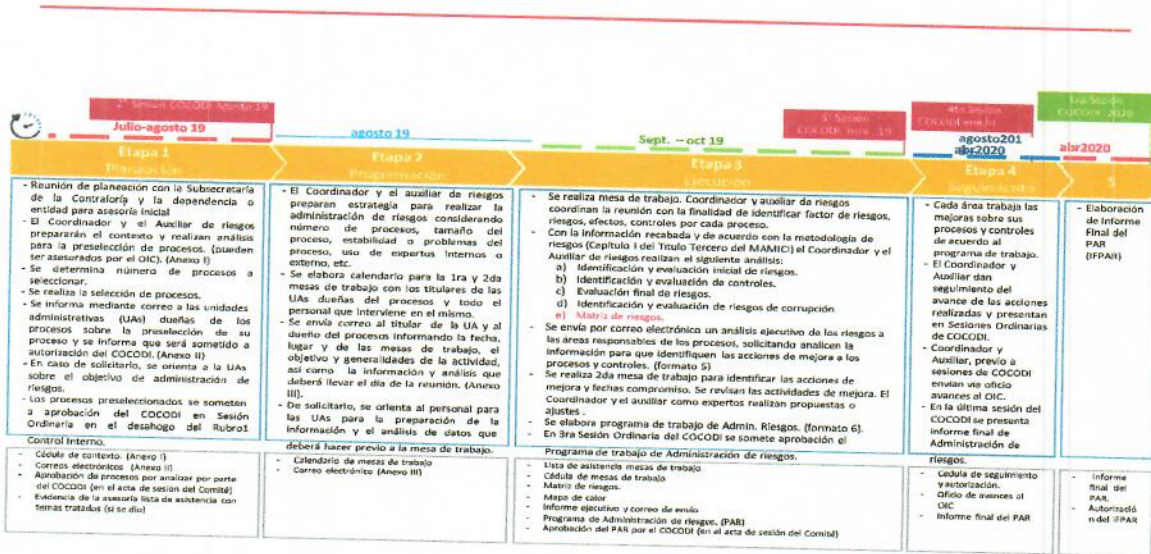 2ª Sesión COCODI Agosto 19
Julio-agosto 19
agosto 19
3ª Sesión
COCODI nov. 19
Sept. – oct 19
4ta Sesión
COCODI enero
agosto201
abr2020
1ra Sesión
COCODI 2020
abr2020
Etapa 1
Planeación
Etapa 2
Programación
Etapa 3
Ejecución
Etapa 4
Seguimiento
5
- Reunión de planeación con la Subsecretaría
de la Contraloría y la dependencia o
entidad para asesoría inicial
- El Coordinador y el Auxiliar de riesgos
prepararán el contexto y realizan análisis
para la preselección de procesos. (pueden
ser asesorados por el OIC). (Anexo I)
- Se determina número de procesos a
seleccionar.
- Se realiza la selección de procesos.
- Se informa mediante correo a las unidades
administrativas (UAs) dueñas de los
procesos sobre la preselección de su
proceso y se informa que será sometido a
autorización del COCODI. (Anexo II)
- En caso de solicitarlo, se orienta a la UAs
sobre el objetivo de administración de
riesgos.
- Los procesos preseleccionados se someten
a aprobación del COCODI en Sesión
Ordinaria en el desahogo del Rubro1
Control Interno.
- Cédula de contexto. (Anexo I)
- Correos electrónicos (Anexo II)
- Aprobación de procesos por analizar por parte
del COCODI (en el acta de sesion del Comité)
- Evidencia de la asesoría lista de asistencia con
temas tratados (si se dio)
- El Coordinador y el auxiliar de riesgos
preparan estrategia para realizar la
administración de riesgos considerando
número de procesos, tamaño del
proceso, estabilidad o problemas del
proceso, uso de expertos internos o
externo, etc.
- Se elabora calendario para la 1ra y 2da
mesas de trabajo con los titulares de las
UAs dueñas del procesos y todo el
personal que interviene en el mismo.
- Se envía correo al titular de la UA y al
dueño del procesos informando la fecha,
lugar y de las mesas de trabajo, el
objetivo y generalidades de la actividad,
así como la información y análisis que
deberá llevar el día de la reunión. (Anexo
III).
- De solicitarlo, se orienta al personal para
las UAs para la preparación de la
información y el análisis de datos que
deberá hacer previo a la mesa de trabajo.
- Calendario de mesas de trabajo
- Correo electrónico (Anexo III)
- Se realiza mesa de trabajo. Coordinador y auxiliar de riesgos
coordinan la reunión con la finalidad de identificar factor de riesgos,
riesgos, efectos, controles por cada proceso.
- Con la información recabada y de acuerdo con la metodología de
riesgos (Capítulo I del Titulo Tercero del MAMICI) el Coordinador y el
Auxiliar de riesgos realizan el siguiente análisis:
a) Identificación y evaluación inicial de riesgos.
b) Identificación y evaluación de controles.
c) Evaluación final de riesgos.
d) Identificación y evaluación de riesgos de corrupción
e) Matriz de riesgos.
- Se envía por correo electrónico un análisis ejecutivo de los riesgos a
las áreas responsables de los procesos, solicitando analicen la
información para que identifiquen las acciones de mejora a los
procesos y controles. (formato 5)
- Se realiza 2da mesa de trabajo para identificar las acciones de
mejora y fechas compromiso. Se revisan las actividades de mejora. El
Coordinador y el auxiliar como expertos realizan propuestas o
ajustes .
- Se elabora programa de trabajo de Admin. Riesgos. (formato 6).
- En 3ra Sesión Ordinaria del COCODI se somete aprobación el
Programa de trabajo de Administración de riesgos.
- Lista de asistencia mesas de trabajo
- Cédula de mesas de trabajo
- Matriz de riesgos.
- Mapa de calor
- Informe ejecutivo y correo de envío
- Programa de Administración de riesgos. (PAR)
- Aprobación del PAR por el COCODI (en el acta de sesión del Comité)
- Cada área trabaja las
mejoras sobre sus
procesos y controles
de acuerdo al
programa de trabajo.
- El Coordinador y
Auxiliar dan
seguimiento del
avance de las acciones
realizadas y presentan
en Sesiones Ordinarias
de COCODI.
- Coordinador y
Auxiliar, previo a
sesiones de COCODI
envían vía oficio
avances al OIC.
- En la última sesión del
COCODI se presenta
informe final de
Administración de
riesgos.
- Cedula de seguimiento
y autorización.
- Oficio de avances al
OIC
- Informe final del PAR
- Elaboración
de Informe
Final del
PAR
(IFPAR)
- Informe
final del
PAR.
- Autorizació
n del IFPAR